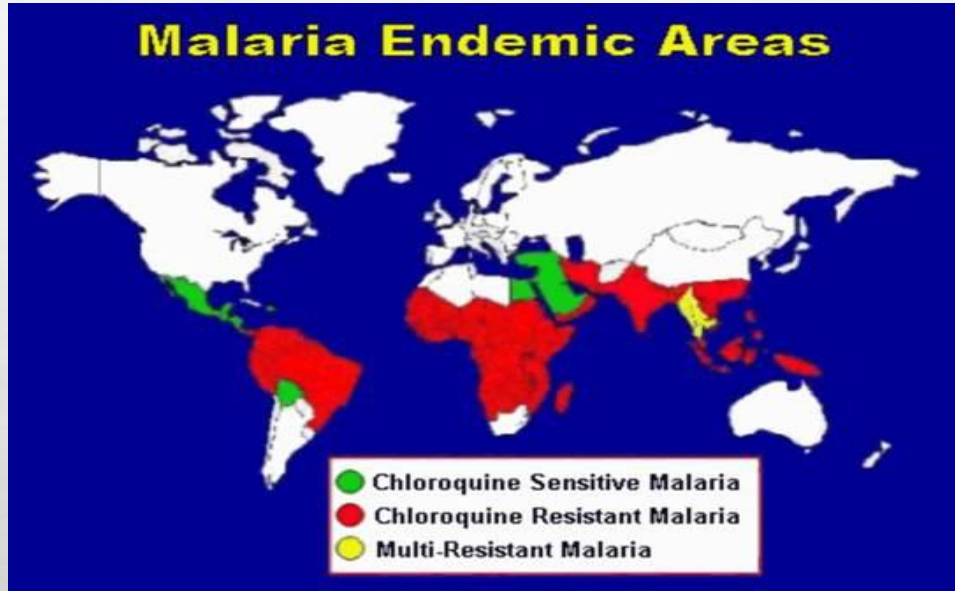 Malaria Endemic Areas
Chloroquine Sensitive Malaria
Chloroquine Resistant Malaria
Multi-Resistant Malaria